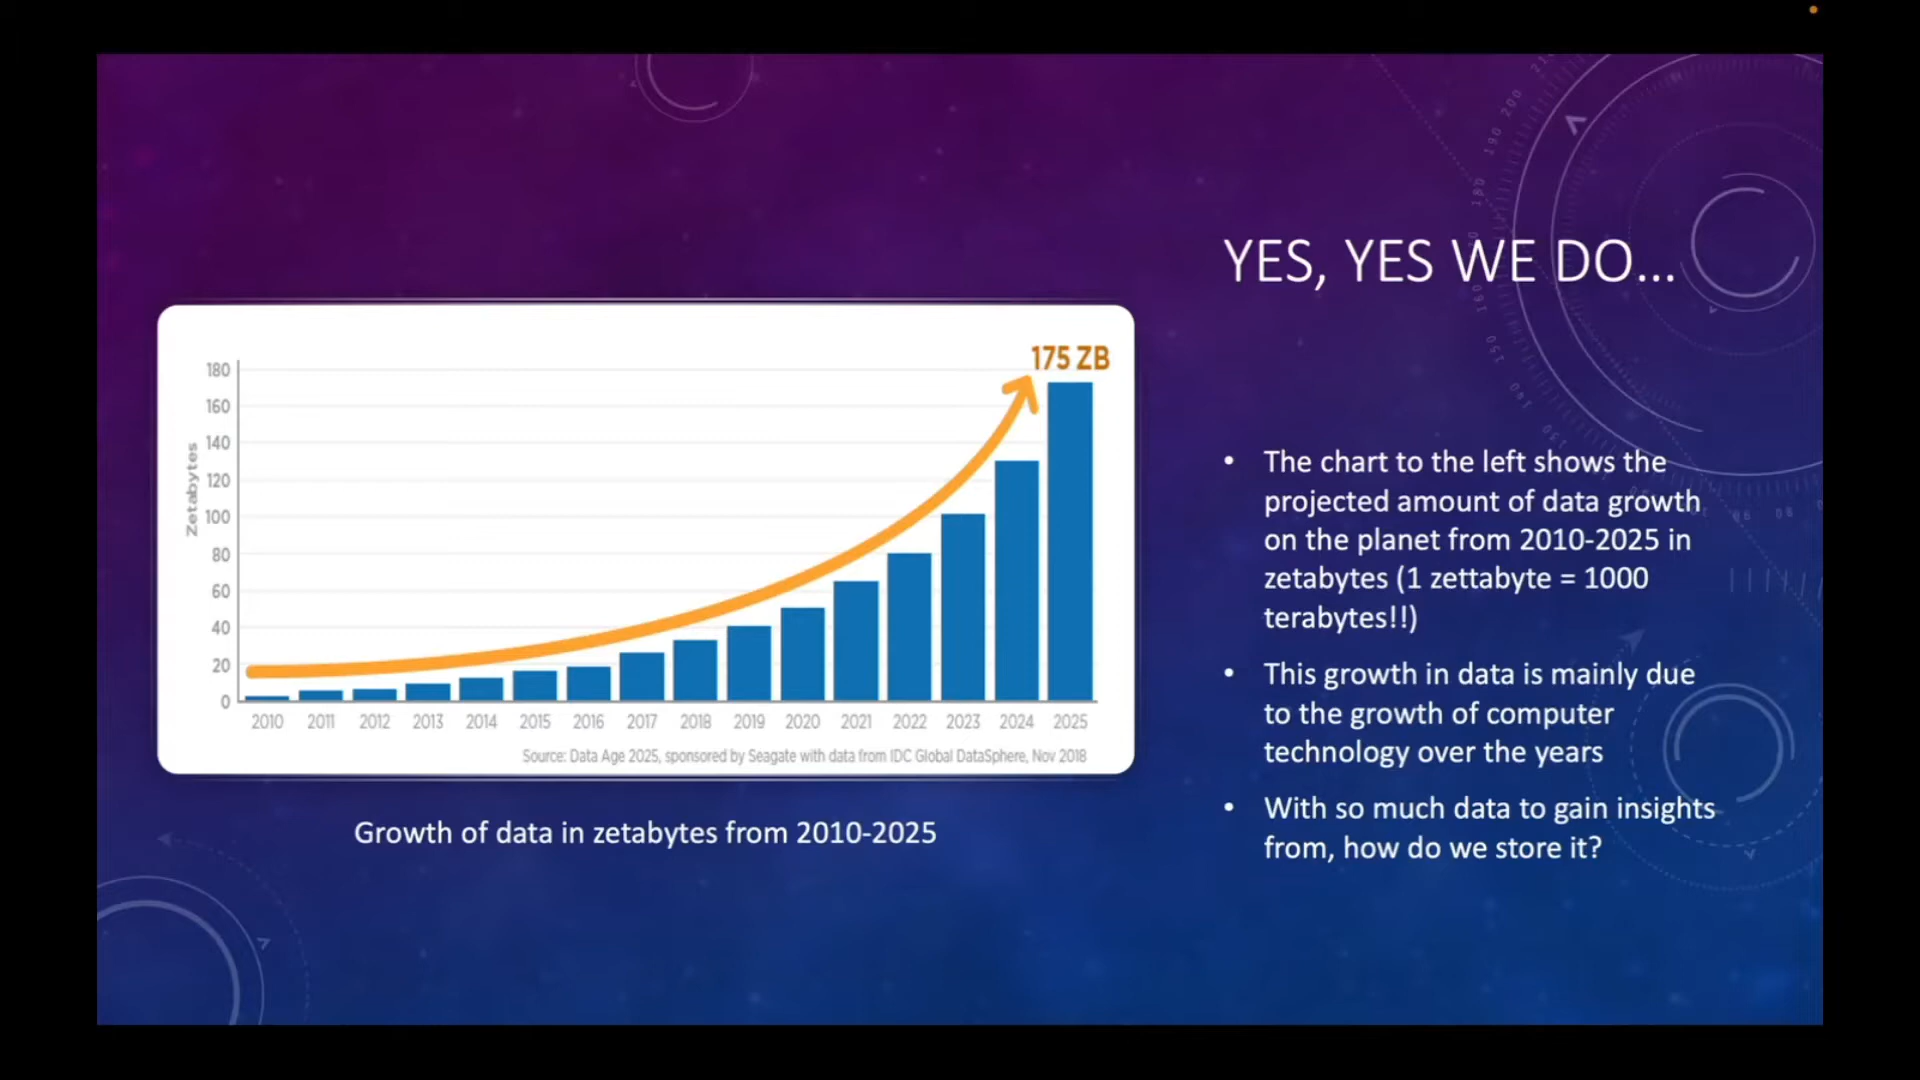 YES, YES WE DO...
175 ZB
180
160
140
120
100
80
60
40
20
0
Zetabytes
2010 2011 2012 2013 2014 2015 2016 2017 2018 2019 2020 2021 2022 2023 2024 2025
Source: Data Age 2025, sponsored by Seagate with data from IDC Global DataSphere, Nov 2018
Growth of data in zetabytes from 2010-2025
• The chart to the left shows the
projected amount of data growth
on the planet from 2010-2025 in
zetabytes (1 zettabyte = 1000
terabytes!!)
• This growth in data is mainly due
to the growth of computer
technology over the years
• With so much data to gain insights
from, how do we store it?